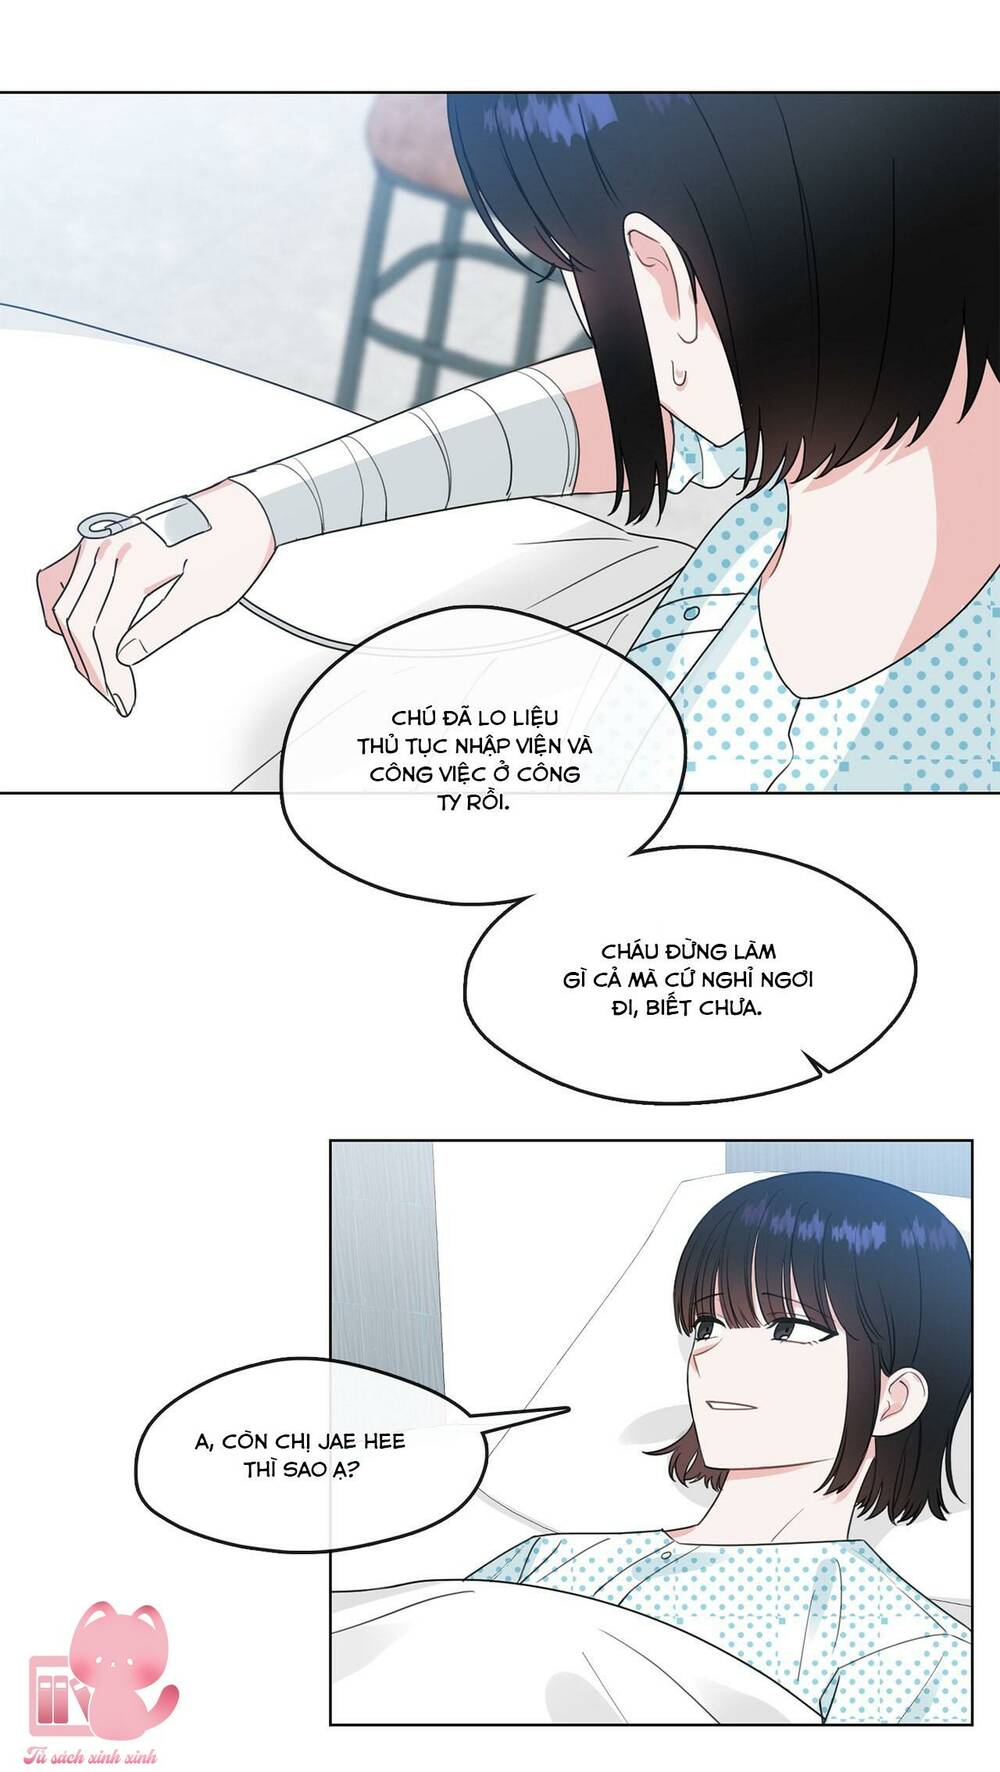 CHÚ ĐÃ LO LIỆU
THỦ TỤC NHẬP VIỆN VÀ
CÔNG VIỆC Ở CÔNG
TY RỒI.
CHÁU ĐỪNG LÀM
GÌ CẢ MÀ CỨ NGHỈ NGƠI
ĐI, BIẾT CHƯA.
A, CÒN CHỊ JAE HEE
THÌ SAO Ạ?
Tủ sách xinh xinh